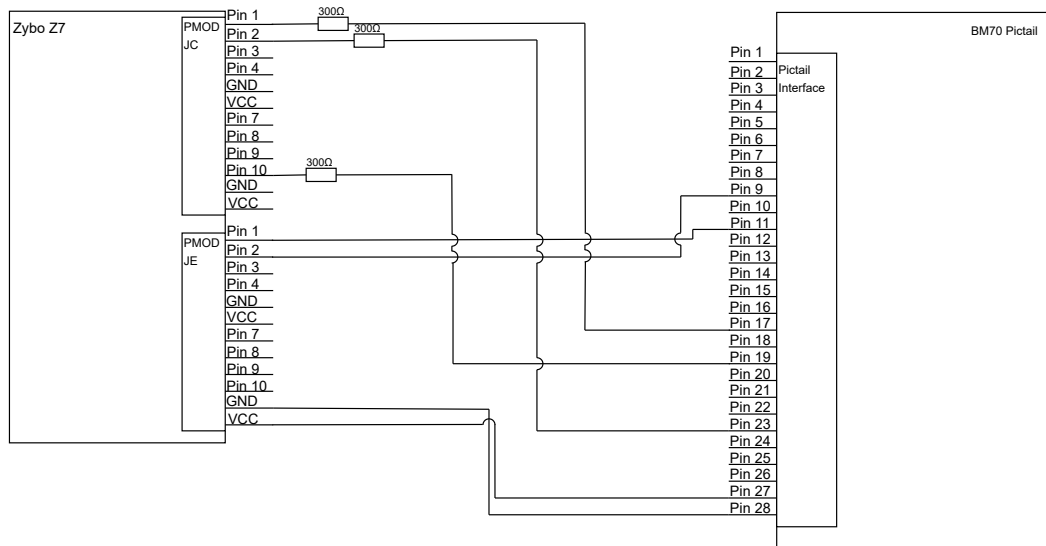 Zybo Z7
PMOD
JC
Pin 1
Pin 2
Pin 3
Pin 4
GND
VCC
Pin 7
Pin 8
Pin 9
Pin 10
GND
VCC
300Ω
300Ω
300Ω
PMOD
JE
Pin 1
Pin 2
Pin 3
Pin 4
GND
VCC
Pin 7
Pin 8
Pin 9
Pin 10
GND
VCC
BM70 Pictail
Pictail
Interface
Pin 1
Pin 2
Pin 3
Pin 4
Pin 5
Pin 6
Pin 7
Pin 8
Pin 9
Pin 10
Pin 11
Pin 12
Pin 13
Pin 14
Pin 15
Pin 16
Pin 17
Pin 18
Pin 19
Pin 20
Pin 21
Pin 22
Pin 23
Pin 24
Pin 25
Pin 26
Pin 27
Pin 28